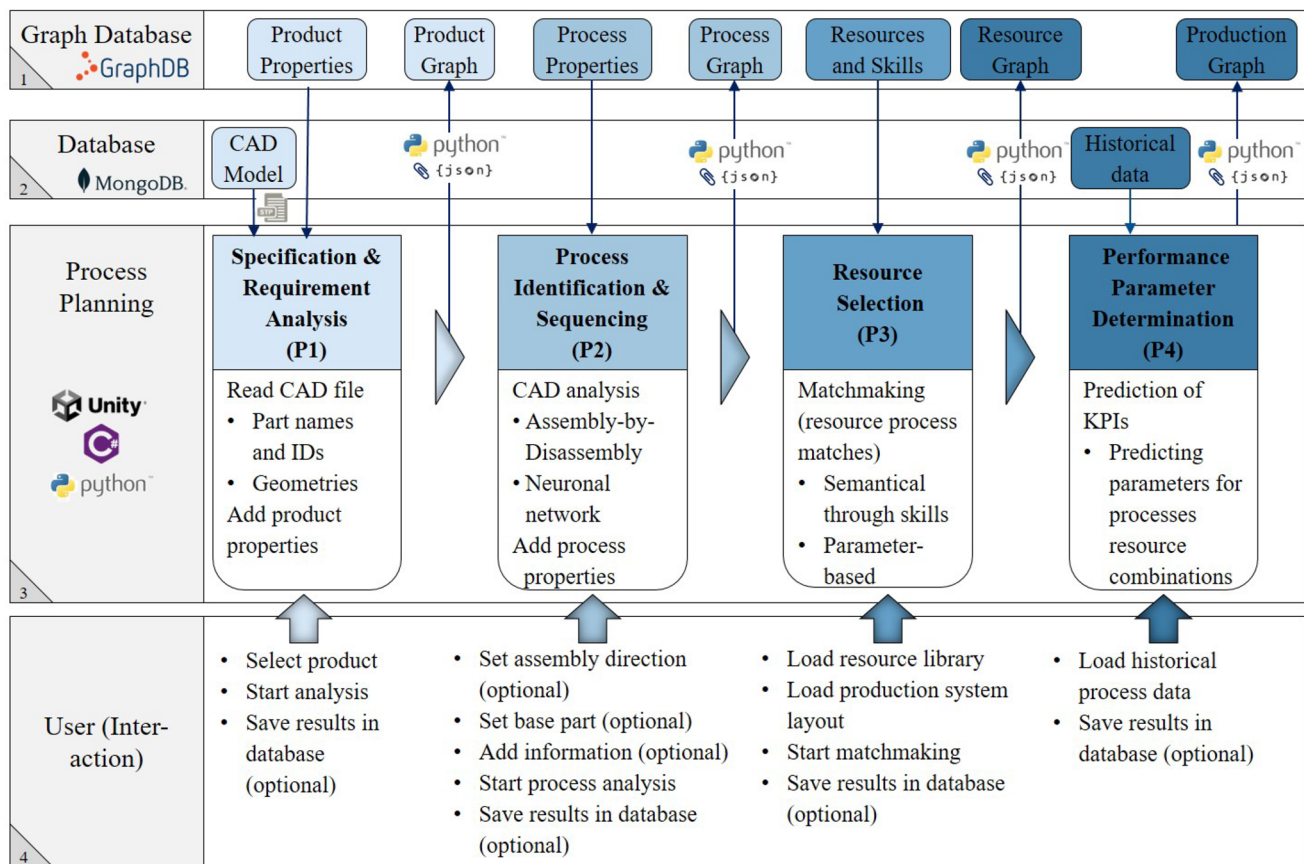 Graph Database
GraphDB
1
Product
Properties
Product
Graph
Process
Properties
Process
Graph
Resources
and Skills
Resource
Graph
Production
Graph
Database
MongoDB.
2
CAD
Model
STP
python™
{json}
python™
{json}
python™
{json}
Historical
data
python™
{json}
Process
Planning
Unity
C#
python™
3
Specification &
Requirement
Analysis
(P1)
Read CAD file
• Part names
and IDs
• Geometries
Add product
properties
Process
Identification &
Sequencing
(P2)
CAD analysis
• Assembly-by-
Disassembly
• Neuronal
network
Add process
properties
Resource
Selection
(P3)
Matchmaking
(resource process
matches)
• Semantical
through skills
• Parameter-
based
Performance
Parameter
Determination
(P4)
Prediction of
KPIs
• Predicting
parameters for
processes
resource
combinations
User (Inter-
action)
4
• Select product
• Start analysis
• Save results in
database
(optional)
• Set assembly direction
(optional)
• Set base part (optional)
• Add information (optional)
• Start process analysis
• Save results in database
(optional)
• Load resource library
• Load production system
layout
• Start matchmaking
• Save results in database
(optional)
• Load historical
process data
• Save results in
database (optional)